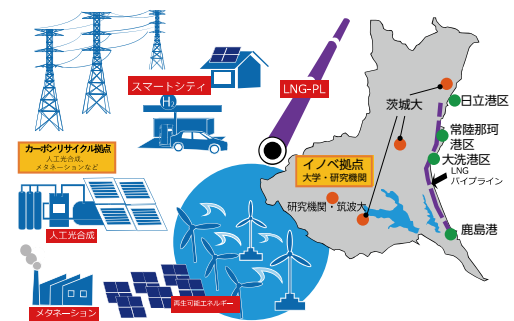 スマートシティ
H₂
LNG-PL
茨城大
日立港区
常陸那珂
港区
大洗港区
LNG
パイプライン
鹿島港
イノベ拠点
大学・研究機関
研究機関・筑波大
カーボンリサイクル拠点
人工光合成、
メタネーションなど
人工光合成
メタネーション
再生可能エネルギー